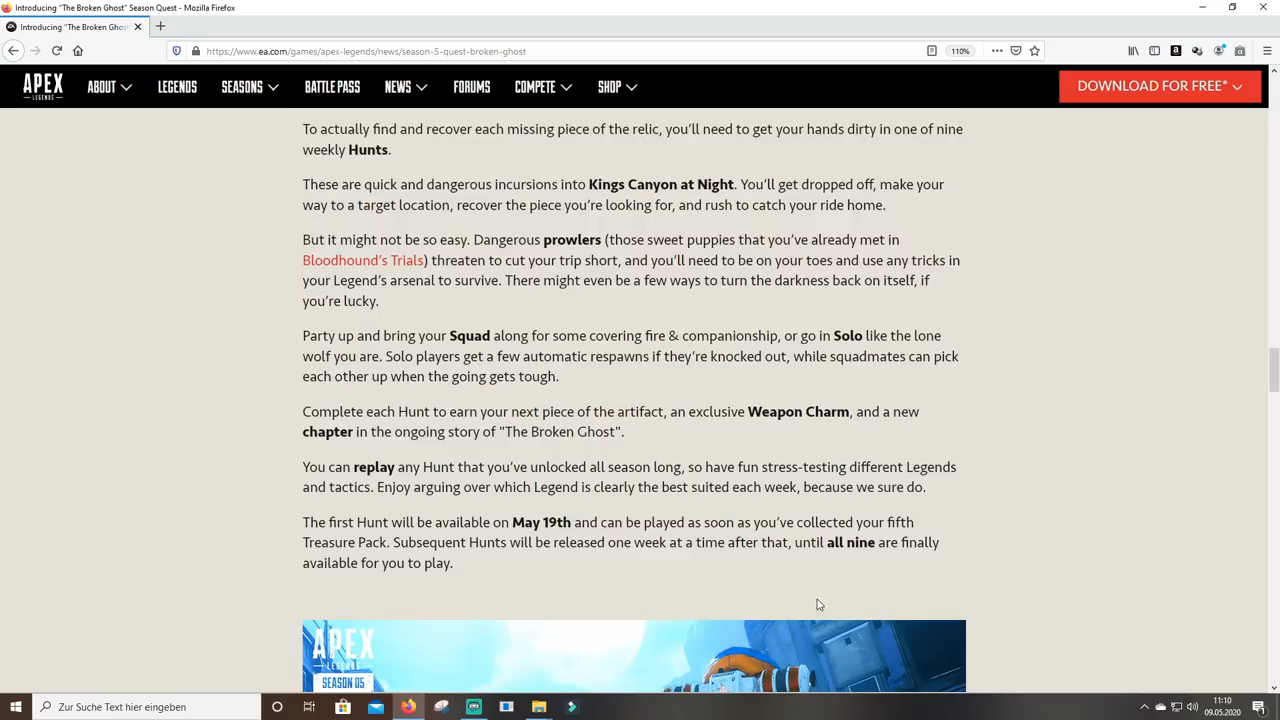 Introducing "The Broken Ghost" Season Quest - Mozilla Firefox
Introducing "The Broken Ghost"
https://www.ea.com/games/apex-legends/news/season-5-quest-broken-ghost
110%
APEX
LEGENDS
ABOUT
LEGENDS
SEASONS
BATTLE PASS
NEWS
FORUMS
COMPETE
SHOP
DOWNLOAD FOR FREE*
To actually find and recover each missing piece of the relic, you'll need to get your hands dirty in one of nine
weekly Hunts.
These are quick and dangerous incursions into Kings Canyon at Night. You'll get dropped off, make your
way to a target location, recover the piece you're looking for, and rush to catch your ride home.
But it might not be so easy. Dangerous prowlers (those sweet puppies that you've already met in
Bloodhound's Trials) threaten to cut your trip short, and you'll need to be on your toes and use any tricks in
your Legend's arsenal to survive. There might even be a few ways to turn the darkness back on itself, if
you're lucky.
Party up and bring your Squad along for some covering fire & companionship, or go in Solo like the lone
wolf you are. Solo players get a few automatic respawns if they're knocked out, while squadmates can pick
each other up when the going gets tough.
Complete each Hunt to earn your next piece of the artifact, an exclusive Weapon Charm, and a new
chapter in the ongoing story of "The Broken Ghost".
You can replay any Hunt that you've unlocked all season long, so have fun stress-testing different Legends
and tactics. Enjoy arguing over which Legend is clearly the best suited each week, because we sure do.
The first Hunt will be available on May 19th and can be played as soon as you've collected your fifth
Treasure Pack. Subsequent Hunts will be released one week at a time after that, until all nine are finally
available for you to play.
APEX
LEGENDS
SEASON 05
Zur Suche Text hier eingeben
11:10
09.05.2020